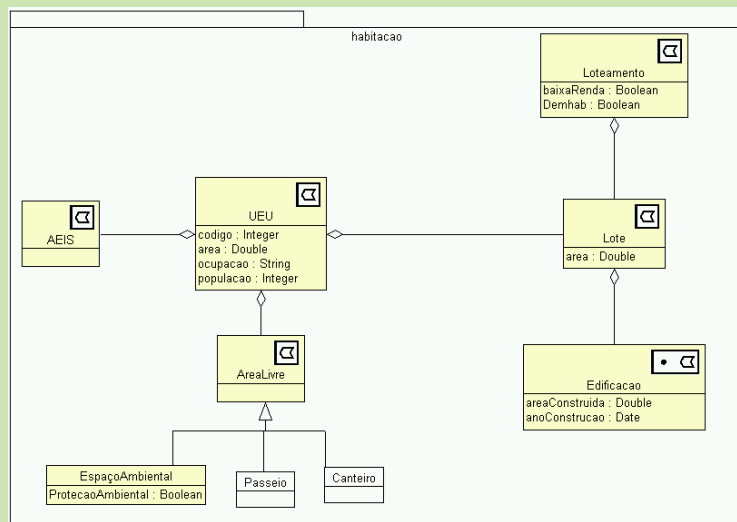 habitacao
Loteamento
baixaRenda : Boolean
Demhab : Boolean
AEIS
UEU
codigo : Integer
area : Double
ocupacao : String
populacao : Integer
Lote
area : Double
AreaLivre
Edificacao
areaConstruida : Double
anoConstrucao : Date
EspaçoAmbiental
ProtecaoAmbiental : Boolean
Passeio
Canteiro